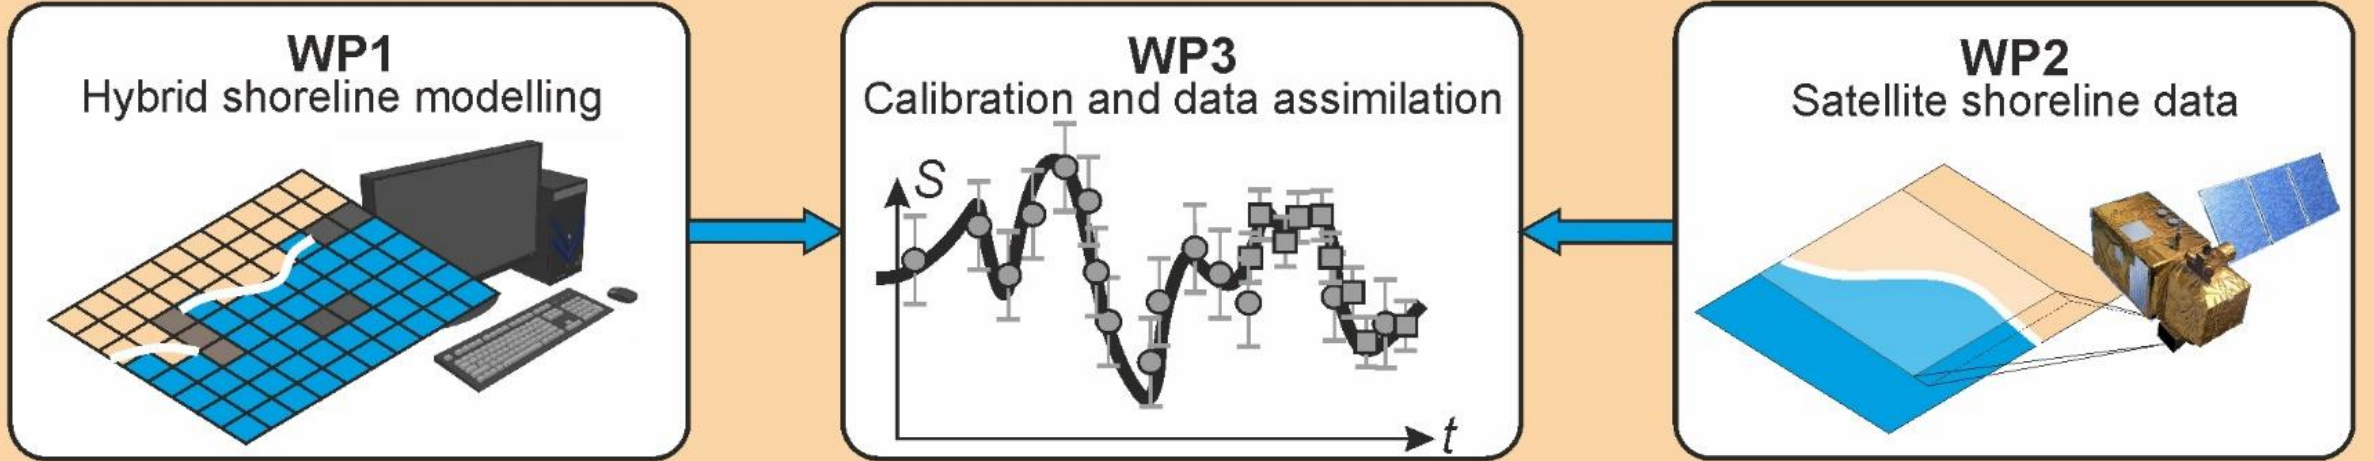 WP1
Hybrid shoreline modelling
WP3
Calibration and data assimilation
S
t
WP2
Satellite shoreline data